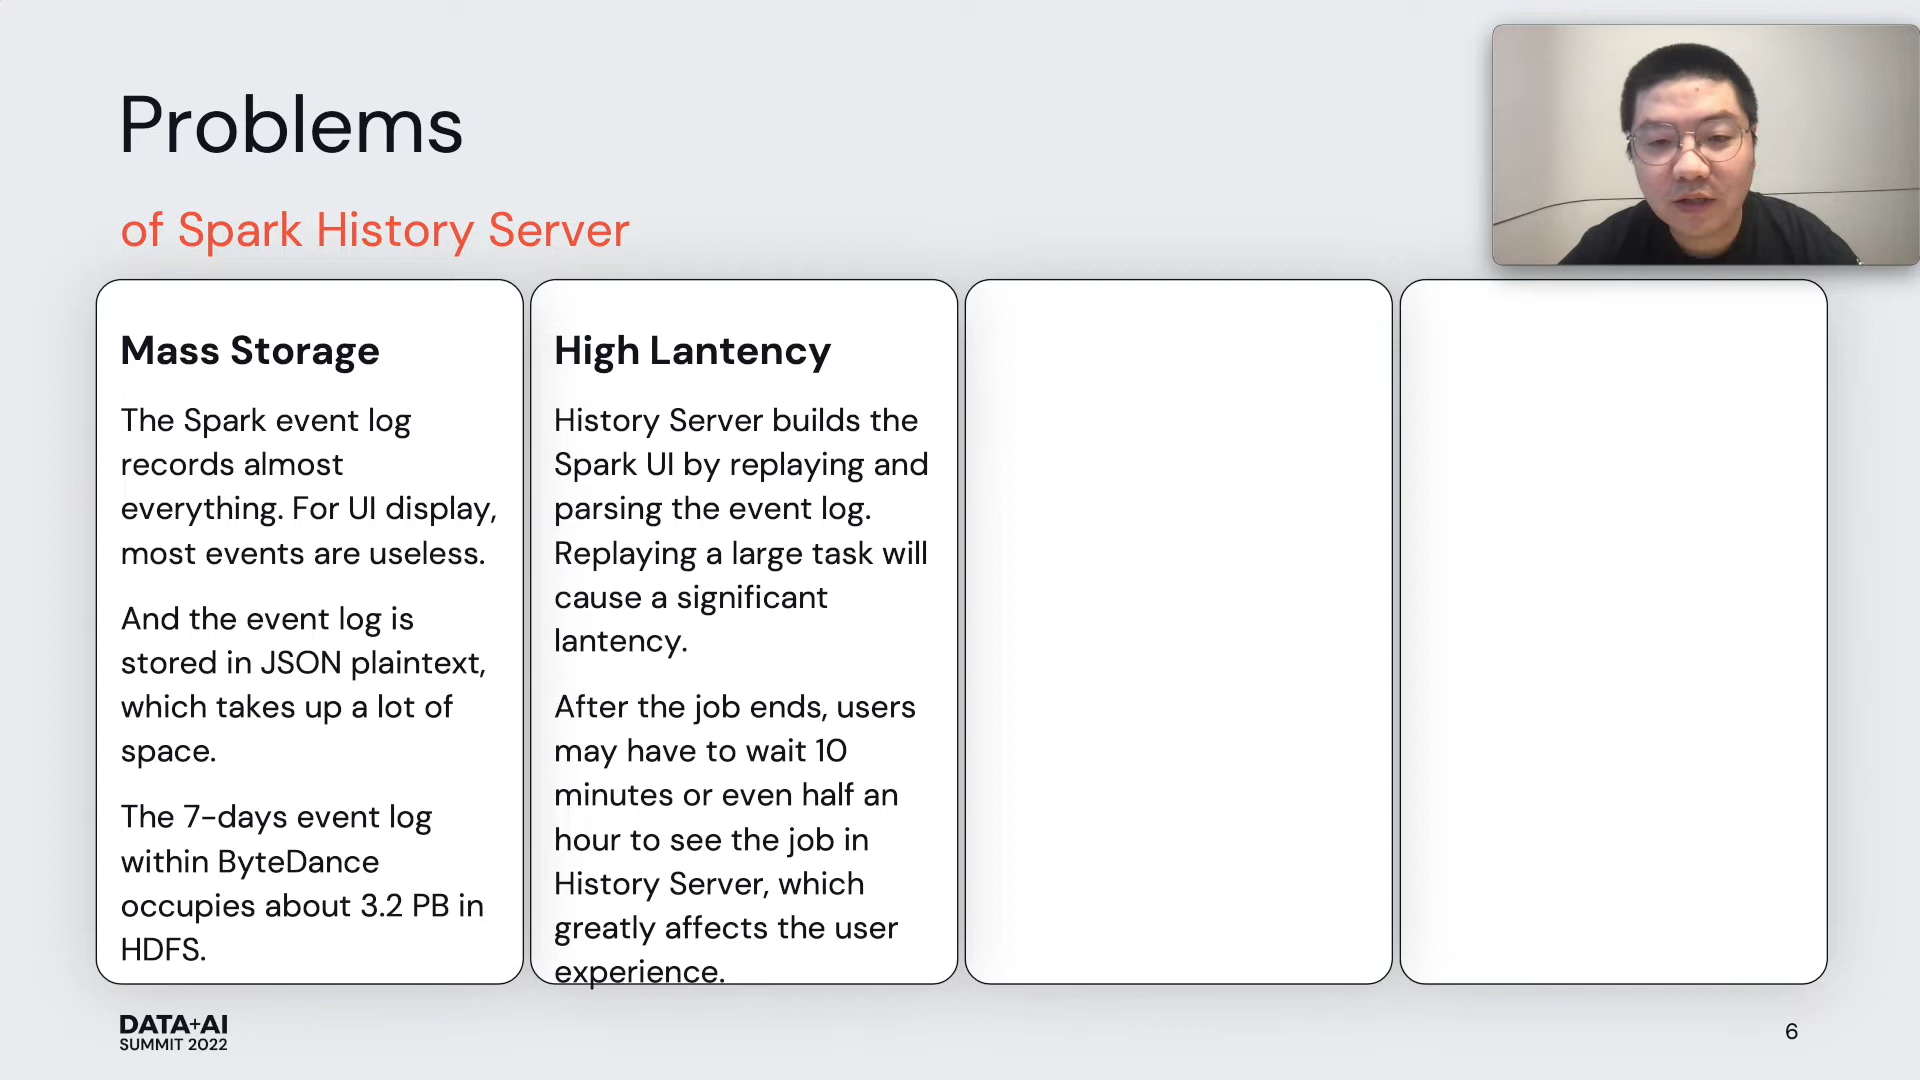 Problems
of Spark History Server
Mass Storage
The Spark event log
records almost
everything. For UI display,
most events are useless.
And the event log is
stored in JSON plaintext,
which takes up a lot of
space.
The 7-days event log
within ByteDance
occupies about 3.2 PB in
HDFS.
High Lantency
History Server builds the
Spark UI by replaying and
parsing the event log.
Replaying a large task will
cause a significant
lantency.
After the job ends, users
may have to wait 10
minutes or even half an
hour to see the job in
History Server, which
greatly affects the user
experience.
DATA+AI
SUMMIT 2022
6